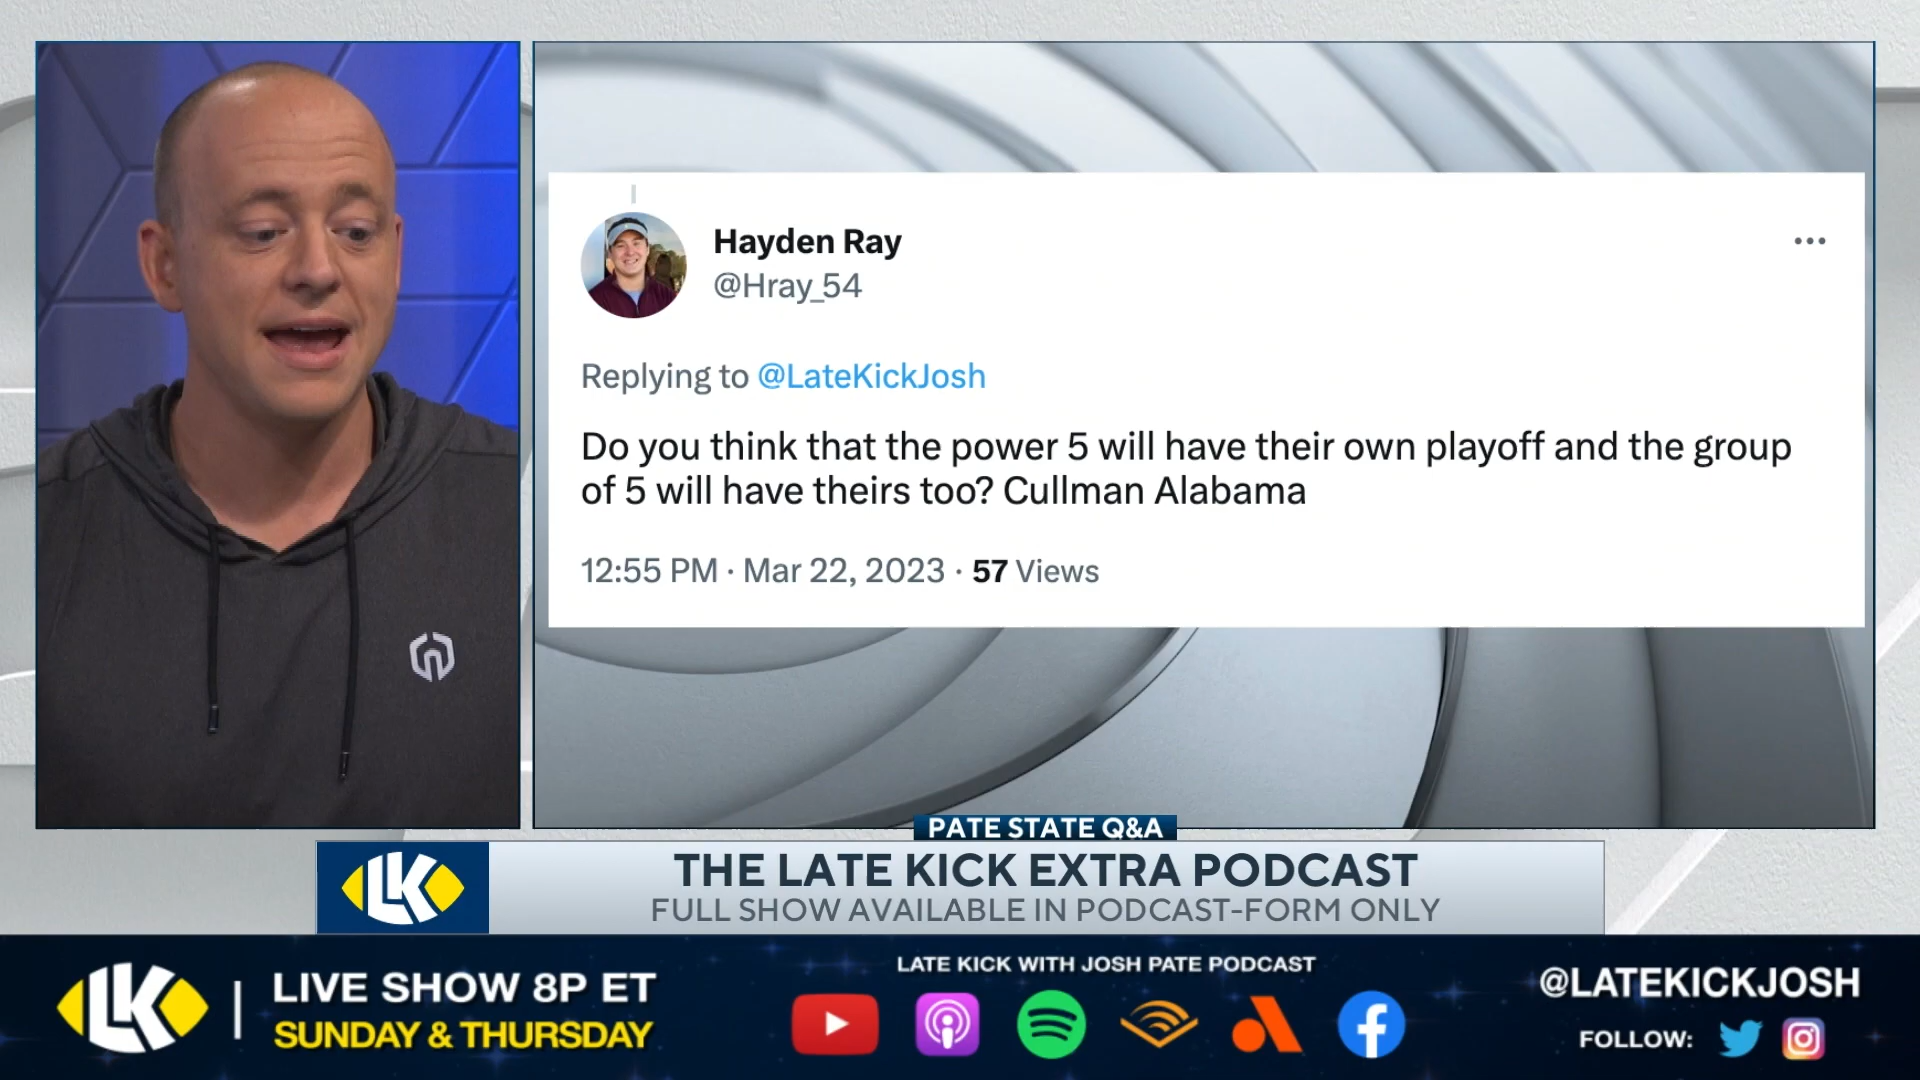 Hayden Ray
@Hray_54
Replying to @LateKickJosh
Do you think that the power 5 will have their own playoff and the group
of 5 will have theirs too? Cullman Alabama
12:55 PM · Mar 22, 2023 · 57 Views
PATE STATE Q&A
LK
THE LATE KICK EXTRA PODCAST
FULL SHOW AVAILABLE IN PODCAST-FORM ONLY
LK
LIVE SHOW 8P ET
SUNDAY & THURSDAY
LATE KICK WITH JOSH PATE PODCAST
@LATEKICKJOSH
FOLLOW: